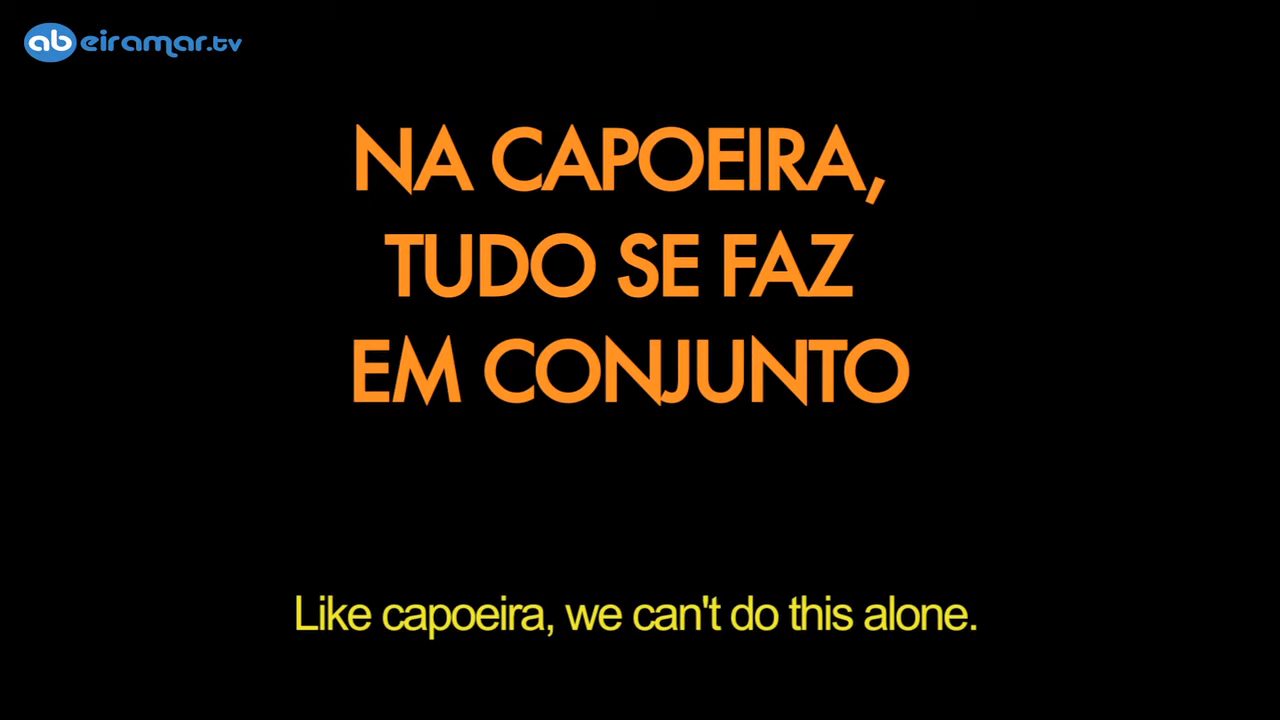 abeiramar.tv
NA CAPOEIRA,
TUDO SE FAZ
EM CONJUNTO
Like capoeira, we can't do this alone.